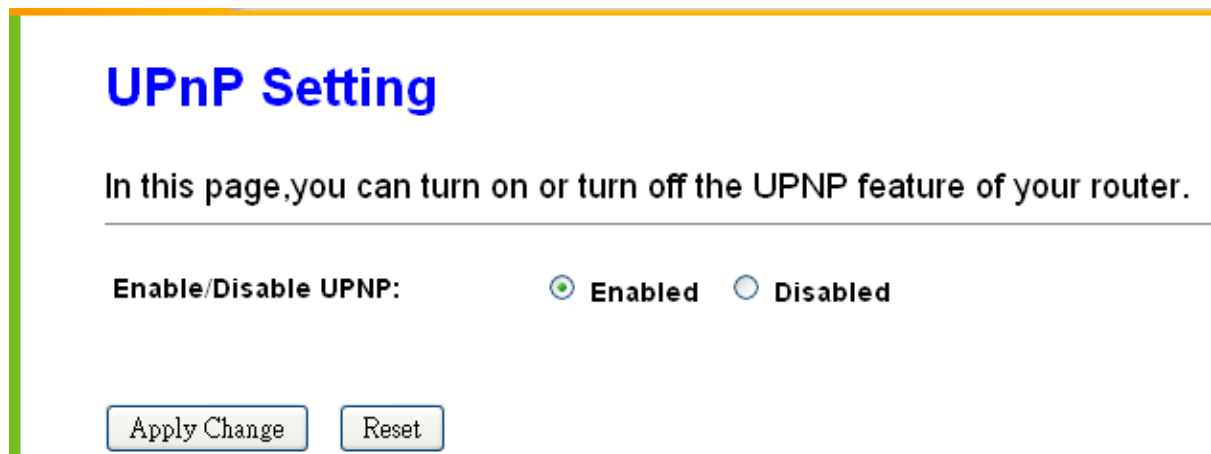 UPnP Setting
In this page,you can turn on or turn off the UPNP feature of your router.
Enable/Disable UPNP: Enabled Disabled
Apply Change Reset